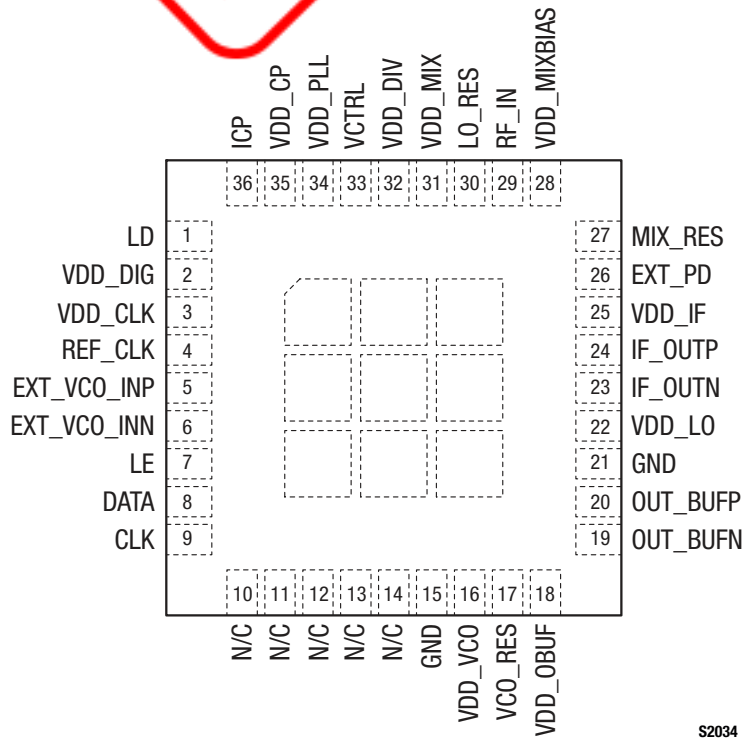 ICP
VDD_CP
VDD_PLL
VCTRL
VDD_DIV
VDD_MIX
LO_RES
RF_IN
VDD_MIXBIAS
36 35 34 33 32 31 30 29 28
LD 1
VDD_DIG 2
VDD_CLK 3
REF_CLK 4
EXT_VCO_INP 5
EXT_VCO_INN 6
LE 7
DATA 8
CLK 9
27 MIX_RES
26 EXT_PD
25 VDD_IF
24 IF_OUTP
23 IF_OUTN
22 VDD_LO
21 GND
20 OUT_BUFP
19 OUT_BUFN
10 11 12 13 14 15 16 17 18
N/C
N/C
N/C
N/C
N/C
GND
VDD_VCO
VCO_RES
VDD_OBUF
S2034